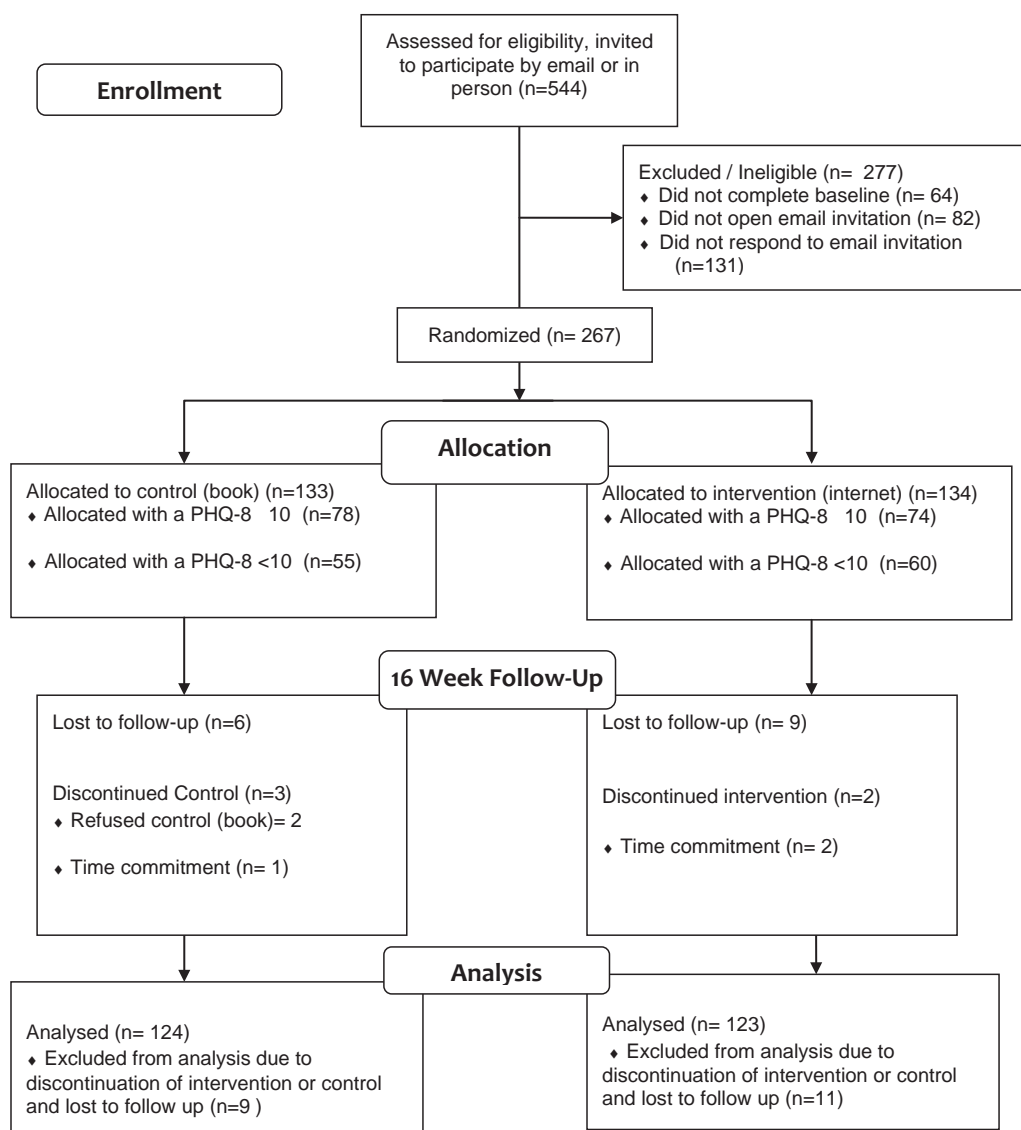 Assessed for eligibility, invited
to participate by email or in
person (n=544)
Enrollment
Excluded / Ineligible (n= 277)
♦ Did not complete baseline (n= 64)
♦ Did not open email invitation (n= 82)
♦ Did not respond to email invitation
(n=131)
Randomized (n= 267)
Allocation
Allocated to control (book) (n=133)
♦ Allocated with a PHQ-8 10 (n=78)
♦ Allocated with a PHQ-8 <10 (n=55)
Allocated to intervention (internet) (n=134)
♦ Allocated with a PHQ-8 10 (n=74)
♦ Allocated with a PHQ-8 <10 (n=60)
16 Week Follow-Up
Lost to follow-up (n=6)
Discontinued Control (n=3)
♦ Refused control (book)= 2
♦ Time commitment (n= 1)
Lost to follow-up (n= 9)
Discontinued intervention (n=2)
♦ Time commitment (n= 2)
Analysis
Analysed (n= 124)
♦ Excluded from analysis due to
discontinuation of intervention or control
and lost to follow up (n=9 )
Analysed (n= 123)
♦ Excluded from analysis due to
discontinuation of intervention or control
and lost to follow up (n=11)